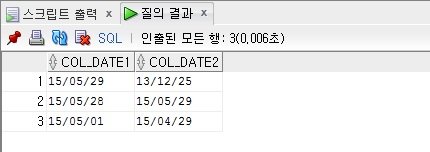 스크립트 출력 x 질의 결과 x
SQL | 인출된 모든 행: 3(0,006초)
COL_DATE1 COL_DATE2
1 15/05/29 13/12/25
2 15/05/28 15/05/29
3 15/05/01 15/04/29